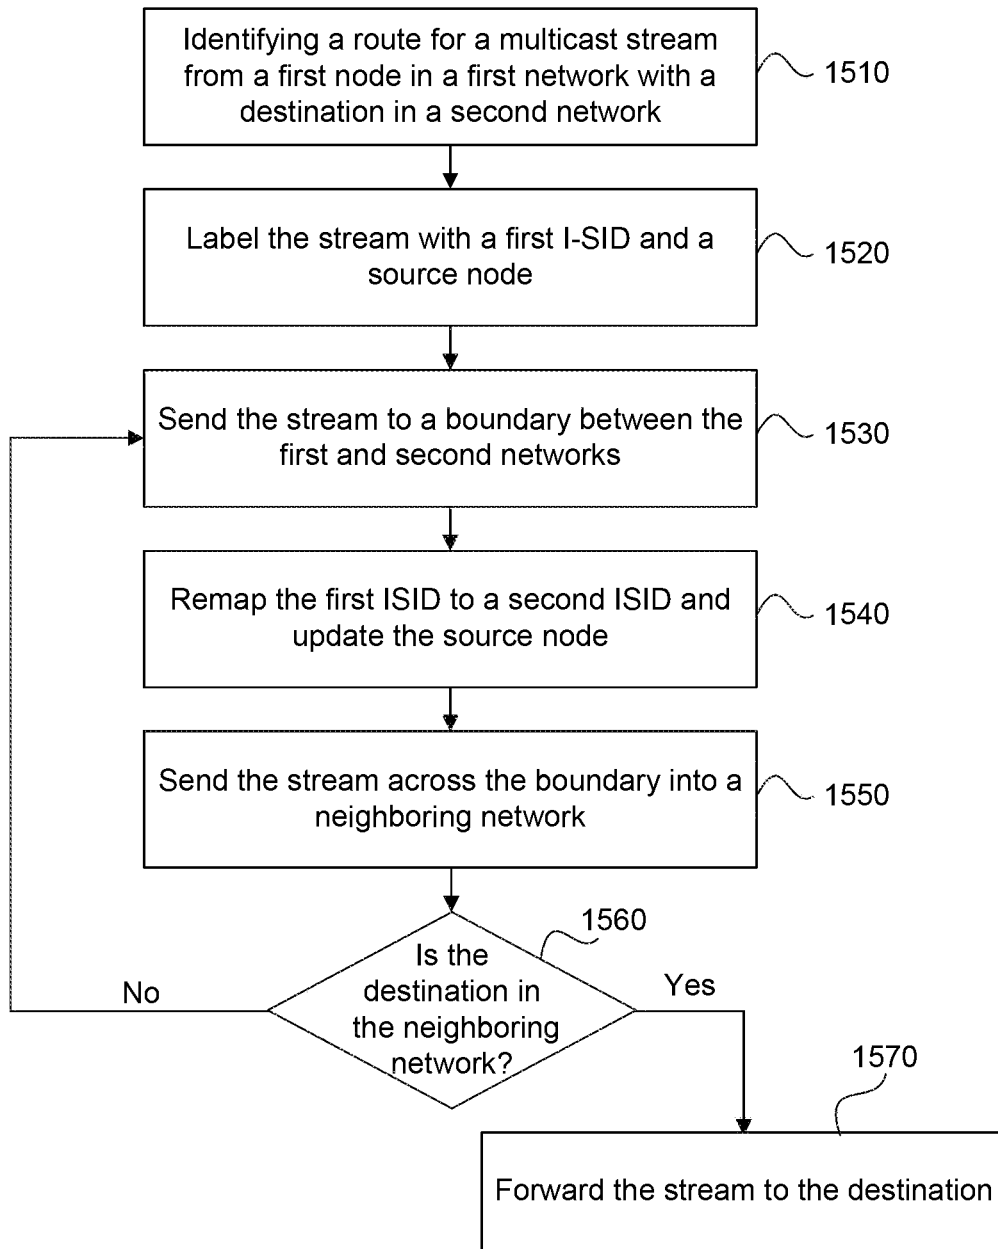 Identifying a route for a multicast stream
from a first node in a first network with a
destination in a second network
1510
Label the stream with a first I-SID and a
source node
1520
Send the stream to a boundary between the
first and second networks
1530
Remap the first ISID to a second ISID and
update the source node
1540
Send the stream across the boundary into a
neighboring network
1550
1560
Is the
destination in
the neighboring
network?
No
Yes
1570
Forward the stream to the destination